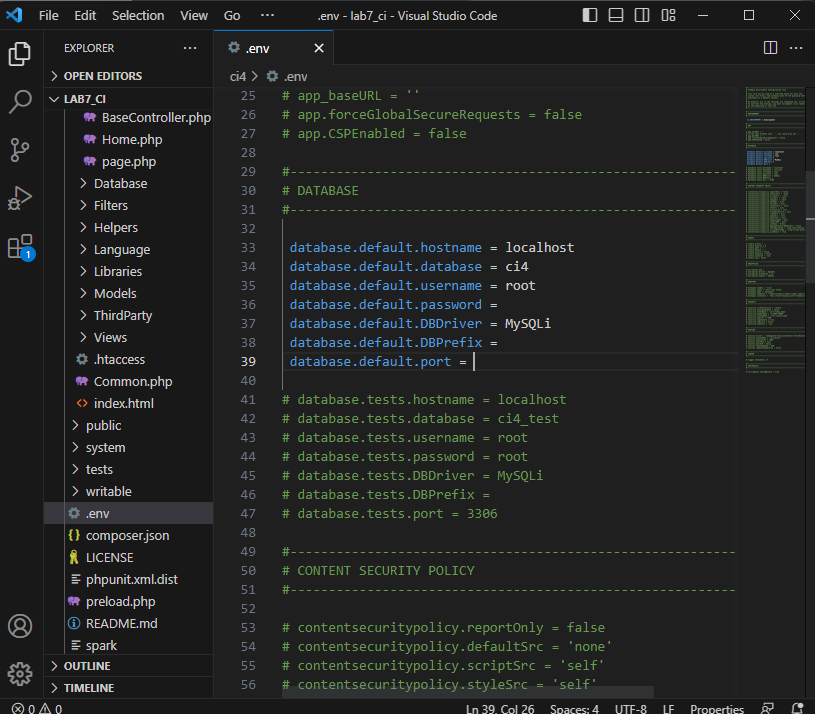 File Edit Selection View Go ··· .env - lab7_ci - Visual Studio Code
EXPLORER ···
OPEN EDITORS
LAB7_CI
BaseController.php
Home.php
page.php
Database
Filters
Helpers
Language
Libraries
Models
ThirdParty
Views
.htaccess
Common.php
index.html
public
system
tests
writable
.env
composer.json
LICENSE
phpunit.xml.dist
preload.php
README.md
spark
OUTLINE
TIMELINE
1
.env
ci4 > .env
25 # app_baseURL = ''
26 # app.forceGlobalSecureRequests = false
27 # app.CSPEnabled = false
28
29 #----------------------------------------------------------
30 # DATABASE
31 #----------------------------------------------------------
32
33 database.default.hostname = localhost
34 database.default.database = ci4
35 database.default.username = root
36 database.default.password =
37 database.default.DBDriver = MySQLi
38 database.default.DBPrefix =
39 database.default.port =
40
41 # database.tests.hostname = localhost
42 # database.tests.database = ci4_test
43 # database.tests.username = root
44 # database.tests.password = root
45 # database.tests.DBDriver = MySQLi
46 # database.tests.DBPrefix =
47 # database.tests.port = 3306
48
49 #----------------------------------------------------------
50 # CONTENT SECURITY POLICY
51 #----------------------------------------------------------
52
53 # contentsecuritypolicy.reportOnly = false
54 # contentsecuritypolicy.defaultSrc = 'none'
55 # contentsecuritypolicy.scriptSrc = 'self'
56 # contentsecuritypolicy.styleSrc = 'self'
0 0 Ln 39, Col 26 Spaces: 4 UTF-8 LF Properties